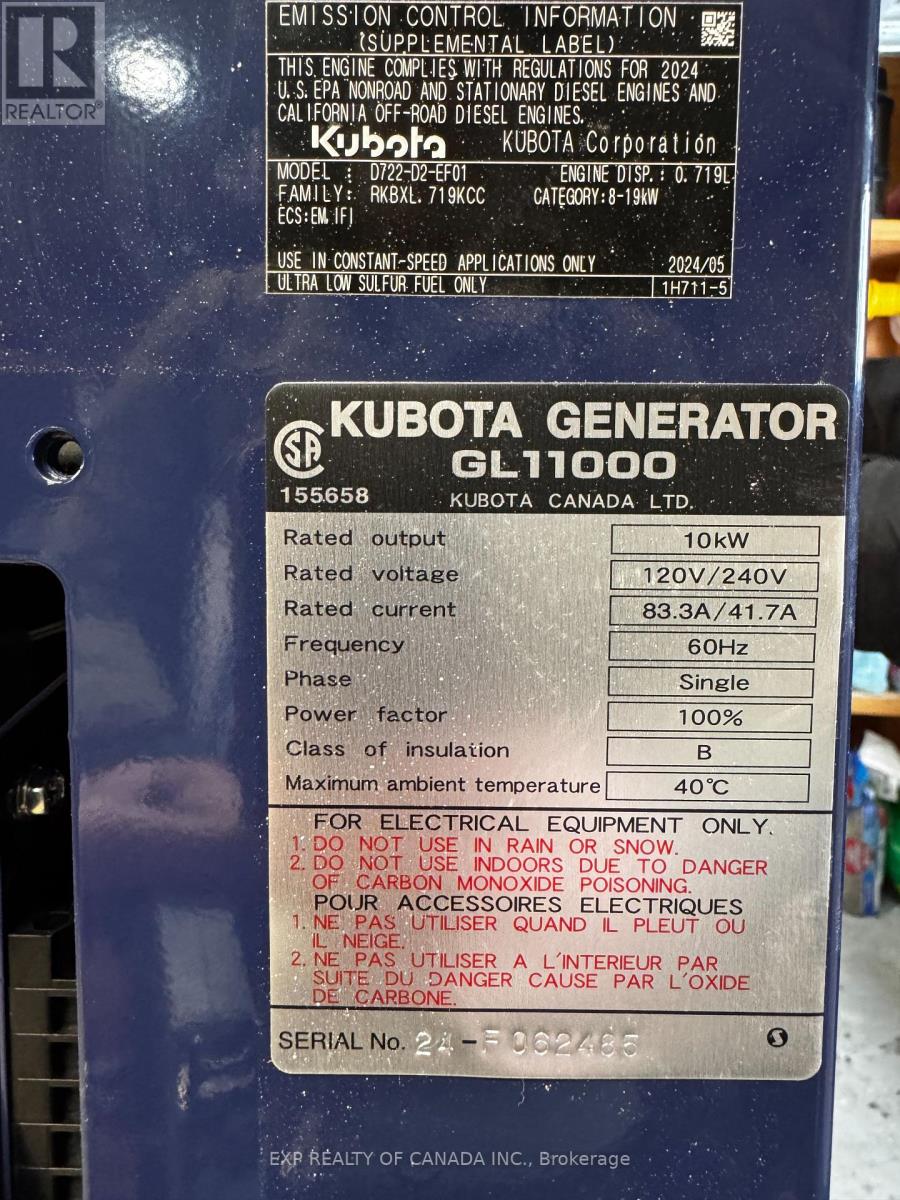 REALTOR®
EMISSION CONTROL INFORMATION
(SUPPLEMENTAL LABEL)
THIS ENGINE COMPLIES WITH REGULATIONS FOR 2024
U.S. EPA NONROAD AND STATIONARY DIESEL ENGINES AND
CALIFORNIA OFF-ROAD DIESEL ENGINES.
Kubota KUBOTA Corporation
MODEL : D722-D2-EF01 ENGINE DISP.: 0.719L
FAMILY: RKBXL.719KCC CATEGORY:8-19kW
ECS:EM,IFI
USE IN CONSTANT-SPEED APPLICATIONS ONLY 2024/05
ULTRA LOW SULFUR FUEL ONLY 1H711-5
KUBOTA GENERATOR
GL11000
155658 KUBOTA CANADA LTD.
Rated output 10kW
Rated voltage 120V/240V
Rated current 83.3A/41.7A
Frequency 60Hz
Phase Single
Power factor 100%
Class of insulation B
Maximum ambient temperature 40℃
FOR ELECTRICAL EQUIPMENT ONLY.
1. DO NOT USE IN RAIN OR SNOW.
2. DO NOT USE INDOORS DUE TO DANGER
OF CARBON MONOXIDE POISONING.
POUR ACCESSOIRES ELECTRIQUES
1. NE PAS UTILISER QUAND IL PLEUT OU
IL NEIGE.
2. NE PAS UTILISER A L'INTERIEUR PAR
SUITE DU DANGER CAUSE PAR L'OXIDE
DE CARBONE.
SERIAL No. 24-F062485
EXP REALTY OF CANADA INC., Brokerage